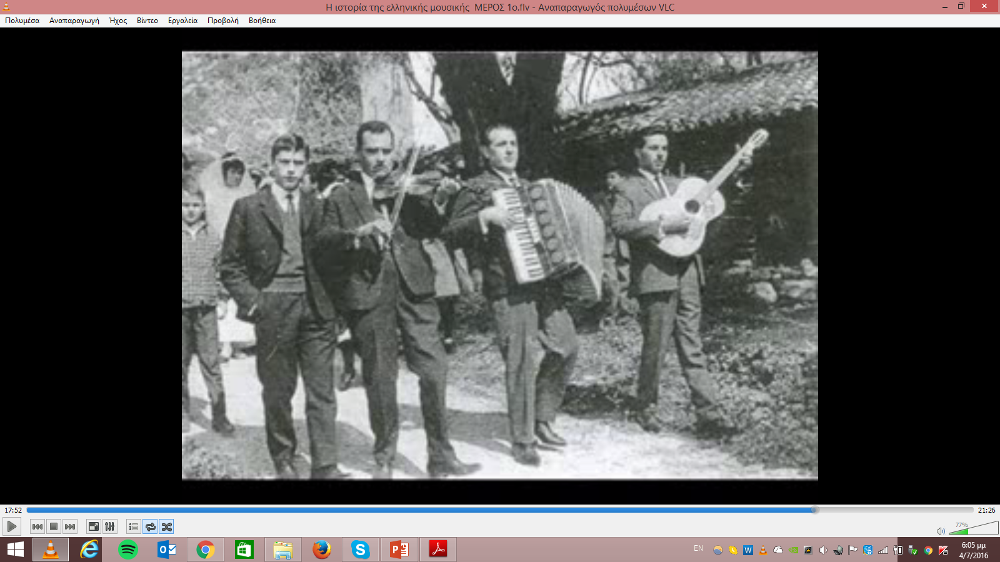 Η ιστορία της ελληνικής μουσικής ΜΕΡΟΣ 1ο.flv - Αναπαραγωγός πολυμέσων VLC
Πολυμέσα Αναπαραγωγή Ήχος Βίντεο Εργαλεία Προβολή Βοήθεια
17:52 21:26
77%
EN 6:05 μμ
4/7/2016